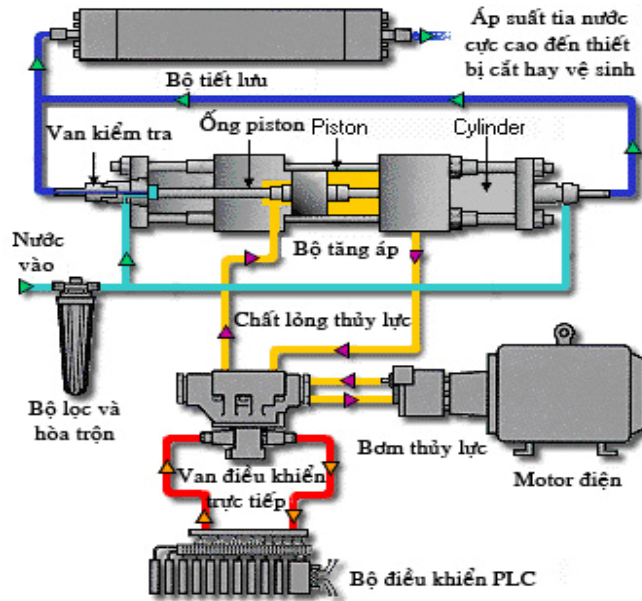 Áp suất tia nước
cực cao đến thiết
bị cắt hay vệ sinh
Bộ tiết lưu
Van kiểm tra
Ống piston
Piston
Cylinder
Nước
vào
Bộ tăng áp
Chất lỏng thủy lực
Bộ lọc và
hòa trộn
Bơm thủy lực
Motor điện
Van điều khiển
trực tiếp
Bộ điều khiển PLC